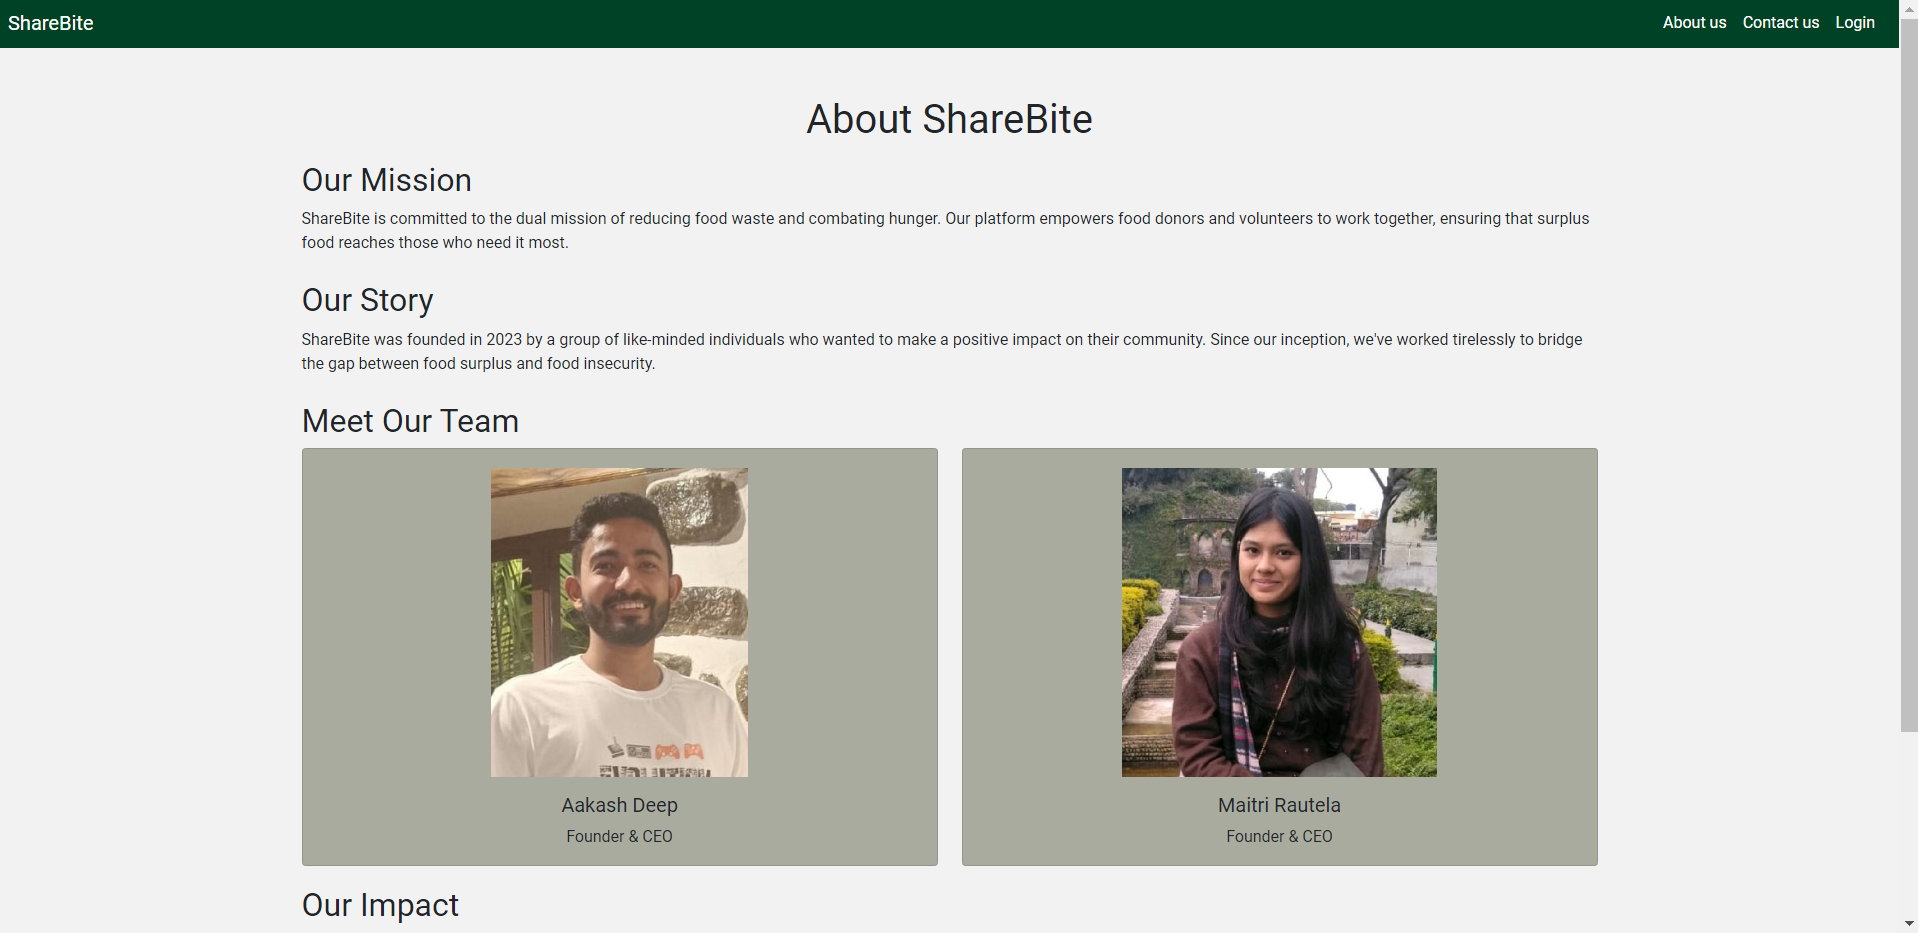 ShareBite
About us Contact us Login
About ShareBite
Our Mission
ShareBite is committed to the dual mission of reducing food waste and combating hunger. Our platform empowers food donors and volunteers to work together, ensuring that surplus
food reaches those who need it most.
Our Story
ShareBite was founded in 2023 by a group of like-minded individuals who wanted to make a positive impact on their community. Since our inception, we've worked tirelessly to bridge
the gap between food surplus and food insecurity.
Meet Our Team
EVOLUTION
Aakash Deep
Founder & CEO
Maitri Rautela
Founder & CEO
Our Impact